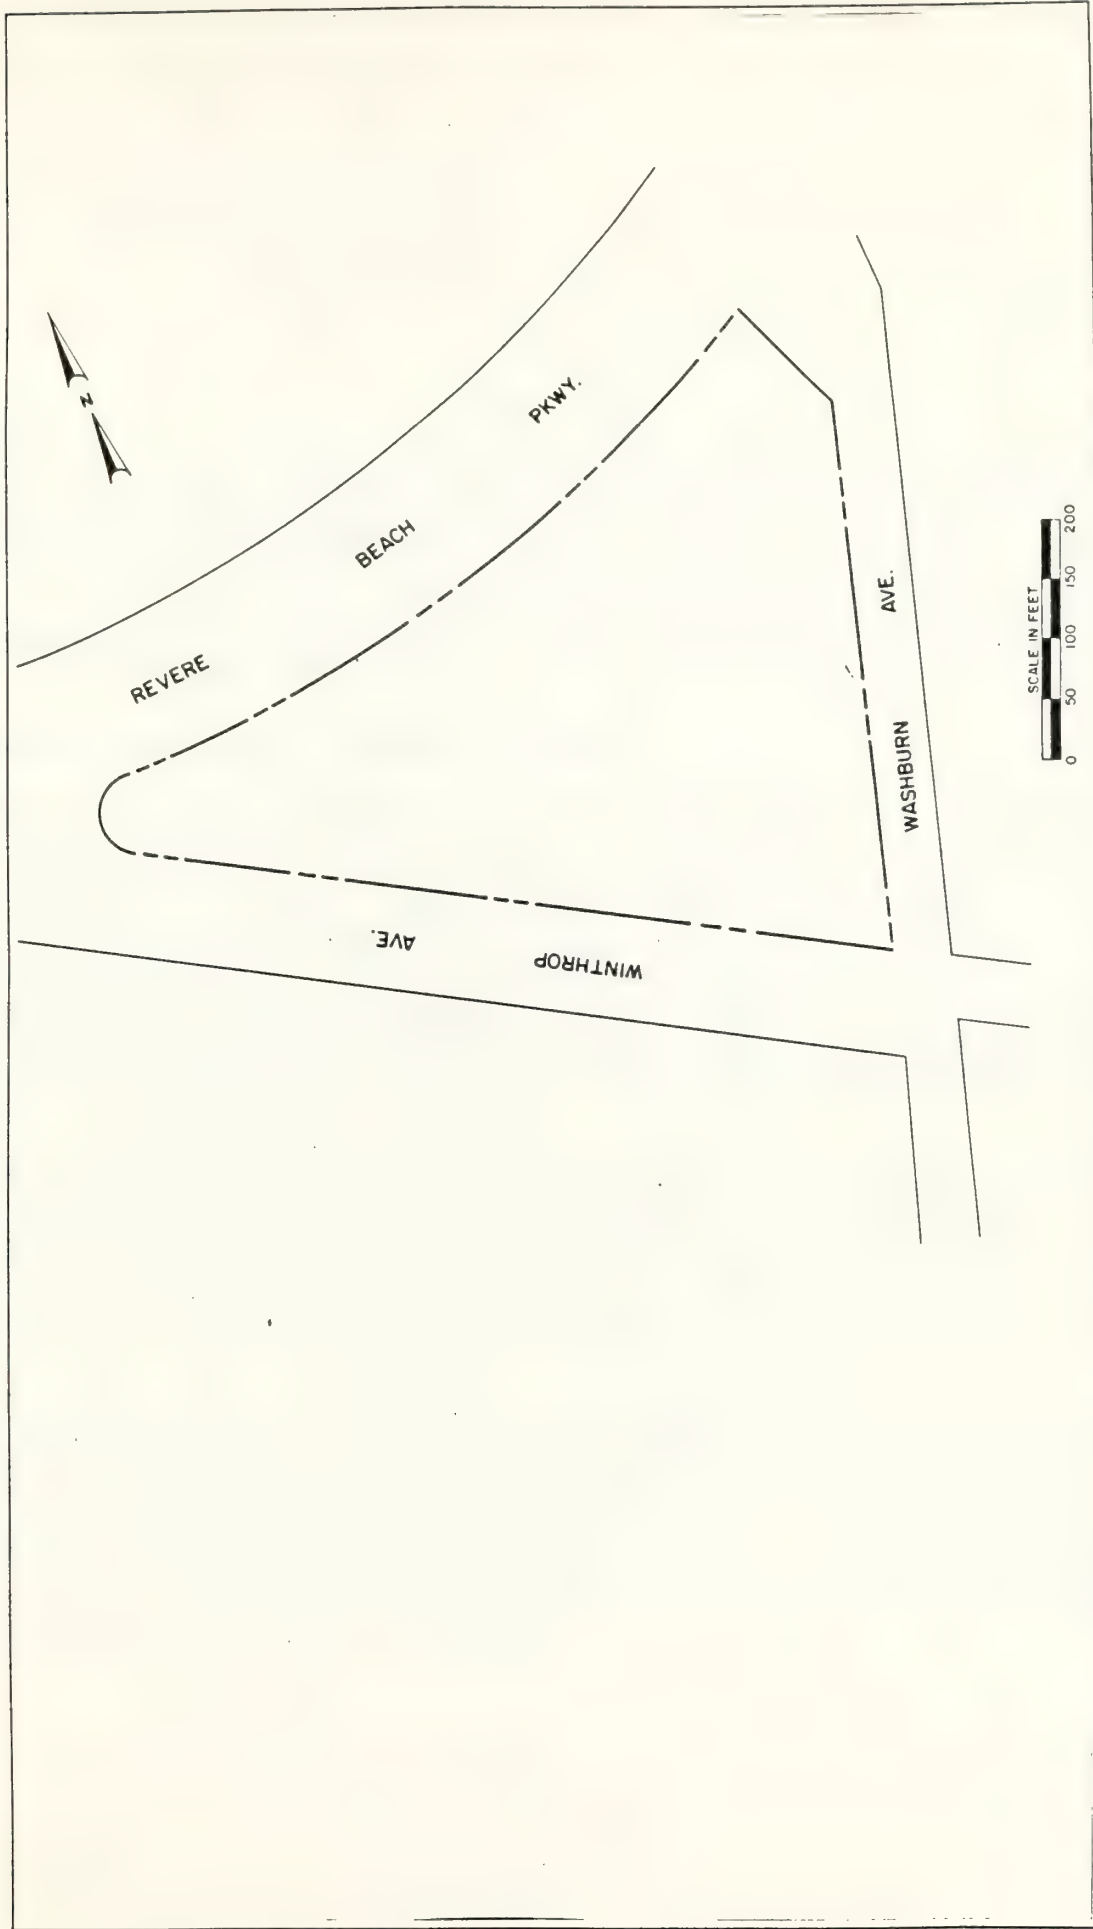 N
REVERE BEACH PKWY.
WINTHROP AVE.
WASHBURN AVE.
SCALE IN FEET
0 50 100 150 200